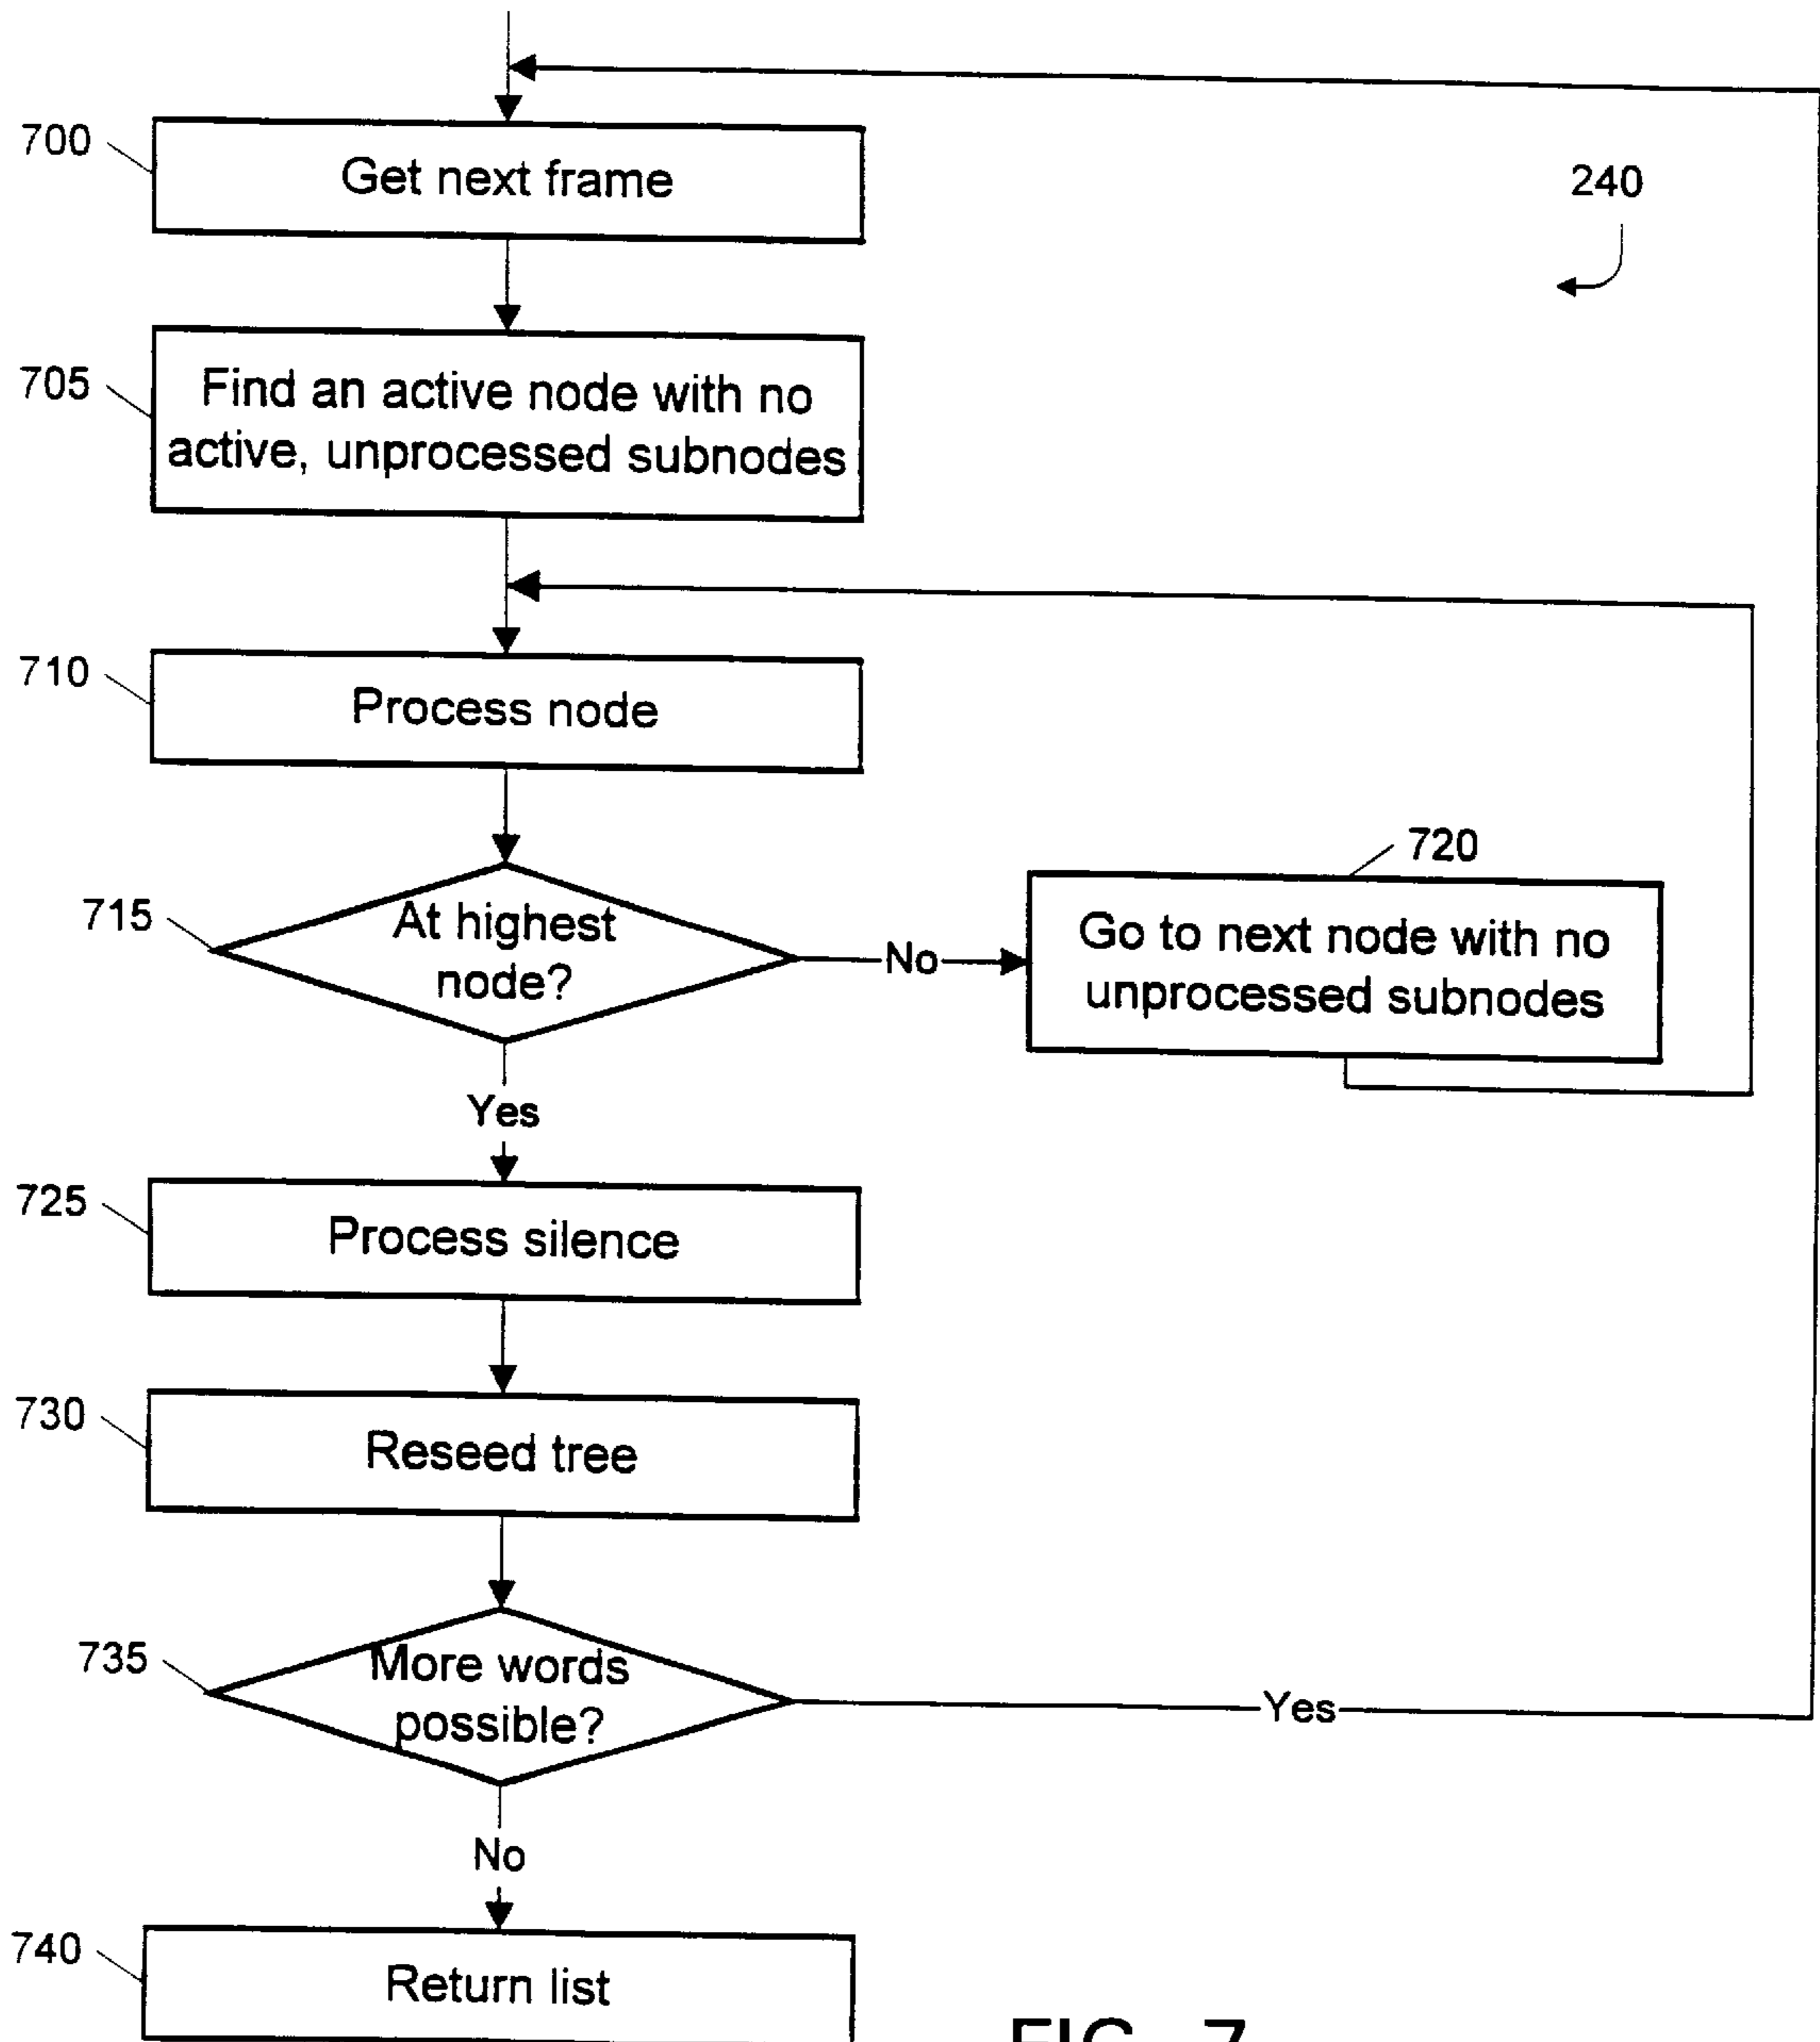 700
Get next frame
240
705
Find an active node with no
active, unprocessed subnodes
710
Process node
720
715
At highest
node?
No
Go to next node with no
unprocessed subnodes
Yes
725
Process silence
730
Reseed tree
735
More words
possible?
Yes
No
740
Return list
FIG. 7